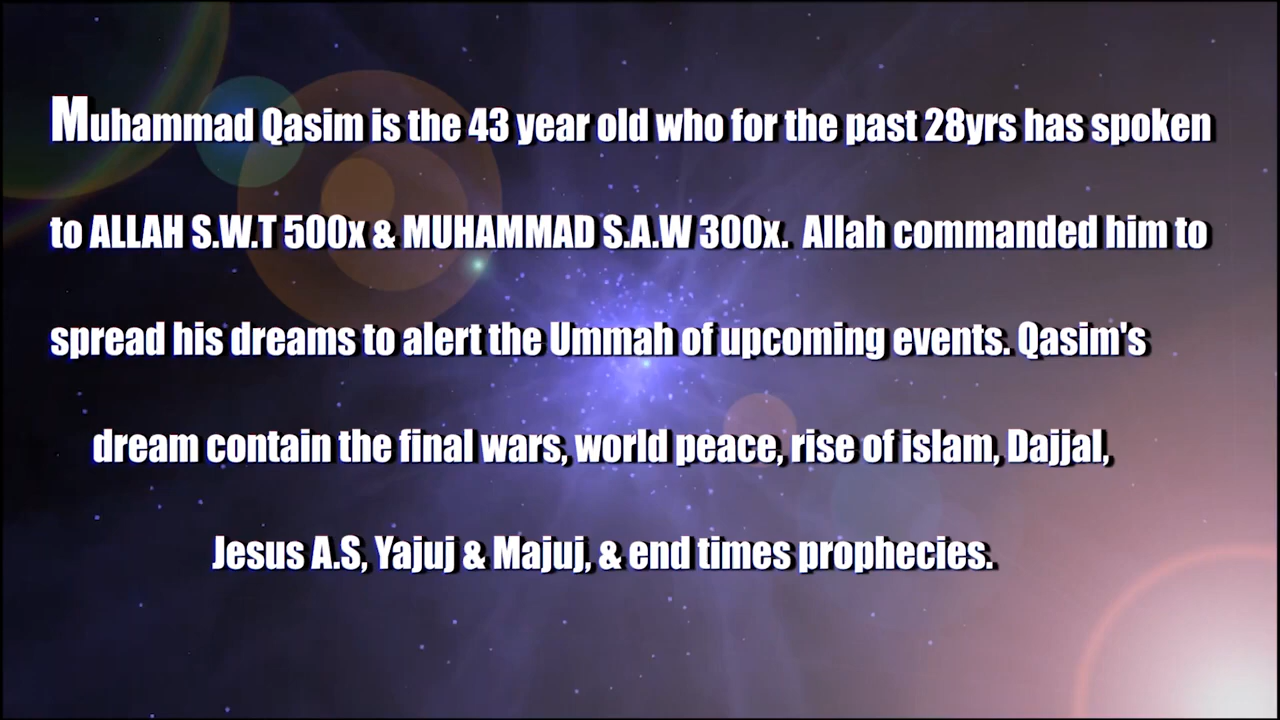 Muhammad Qasim is the 43 year old who for the past 28yrs has spoken
to ALLAH S.W.T 500x & MUHAMMAD S.A.W 300x. Allah commanded him to
spread his dreams to alert the Ummah of upcoming events. Qasim's
dream contain the final wars, world peace, rise of islam, Dajjal,
Jesus A.S, Yajuj & Majuj, & end times prophecies.